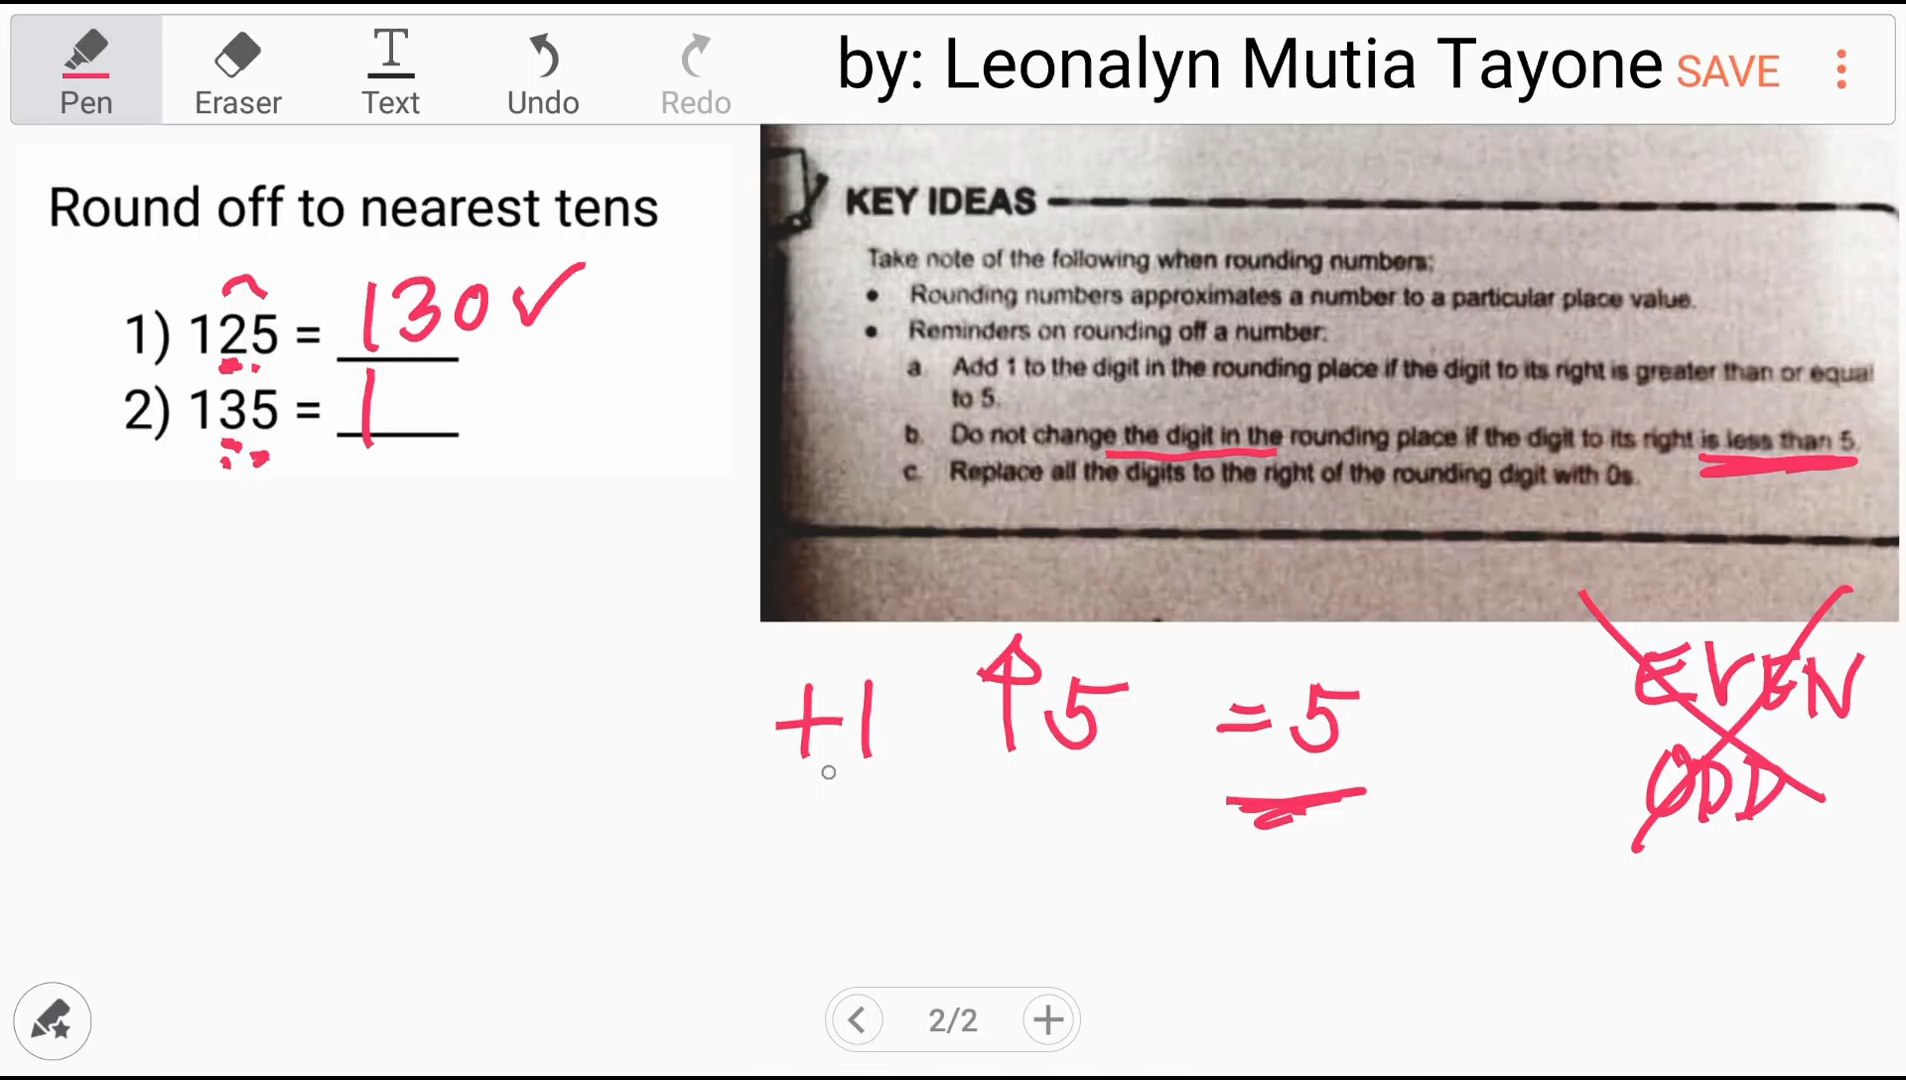 Pen
Eraser
Text
Undo
Redo
by: Leonalyn Mutia Tayone
SAVE
Round off to nearest tens
1) 125 = 130 ✓
2) 135 = 1
KEY IDEAS
Take note of the following when rounding numbers:
• Rounding numbers approximates a number to a particular place value.
• Reminders on rounding off a number:
a. Add 1 to the digit in the rounding place if the digit to its right is greater than or equal
to 5.
b. Do not change the digit in the rounding place if the digit to its right is less than 5.
c. Replace all the digits to the right of the rounding digit with 0s.
+1 ↑5 =5
EVEN
ODD
2/2